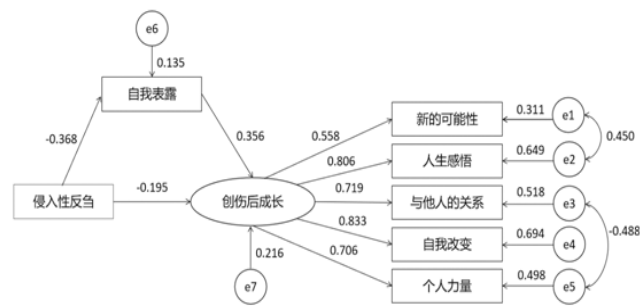 e6
0.135
自我表露
-0.368
0.356
侵入性反刍
-0.195
创伤后成长
0.216
e7
0.558
0.806
0.719
0.833
0.706
新的可能性
0.311
e1
0.450
人生感悟
0.649
e2
与他人的关系
0.518
e3
-0.488
自我改变
0.694
e4
个人力量
0.498
e5